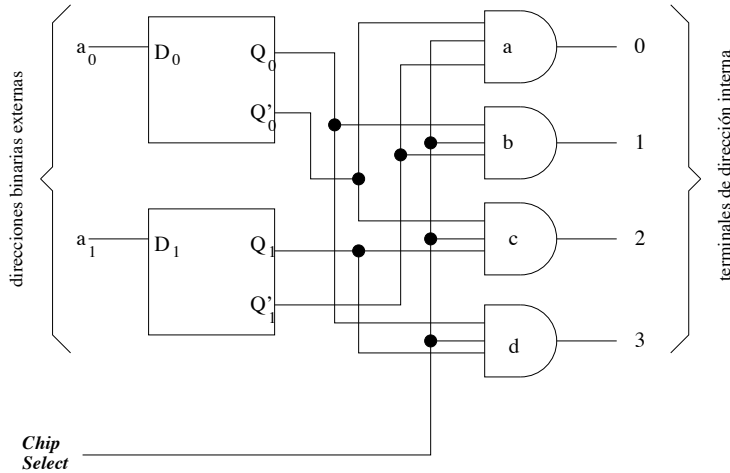 direcciones binarias externas
a0
D0
Q0
Q'0
a1
D1
Q1
Q'1
a
b
c
d
0
1
2
3
terminales de dirección interna
Chip
Select